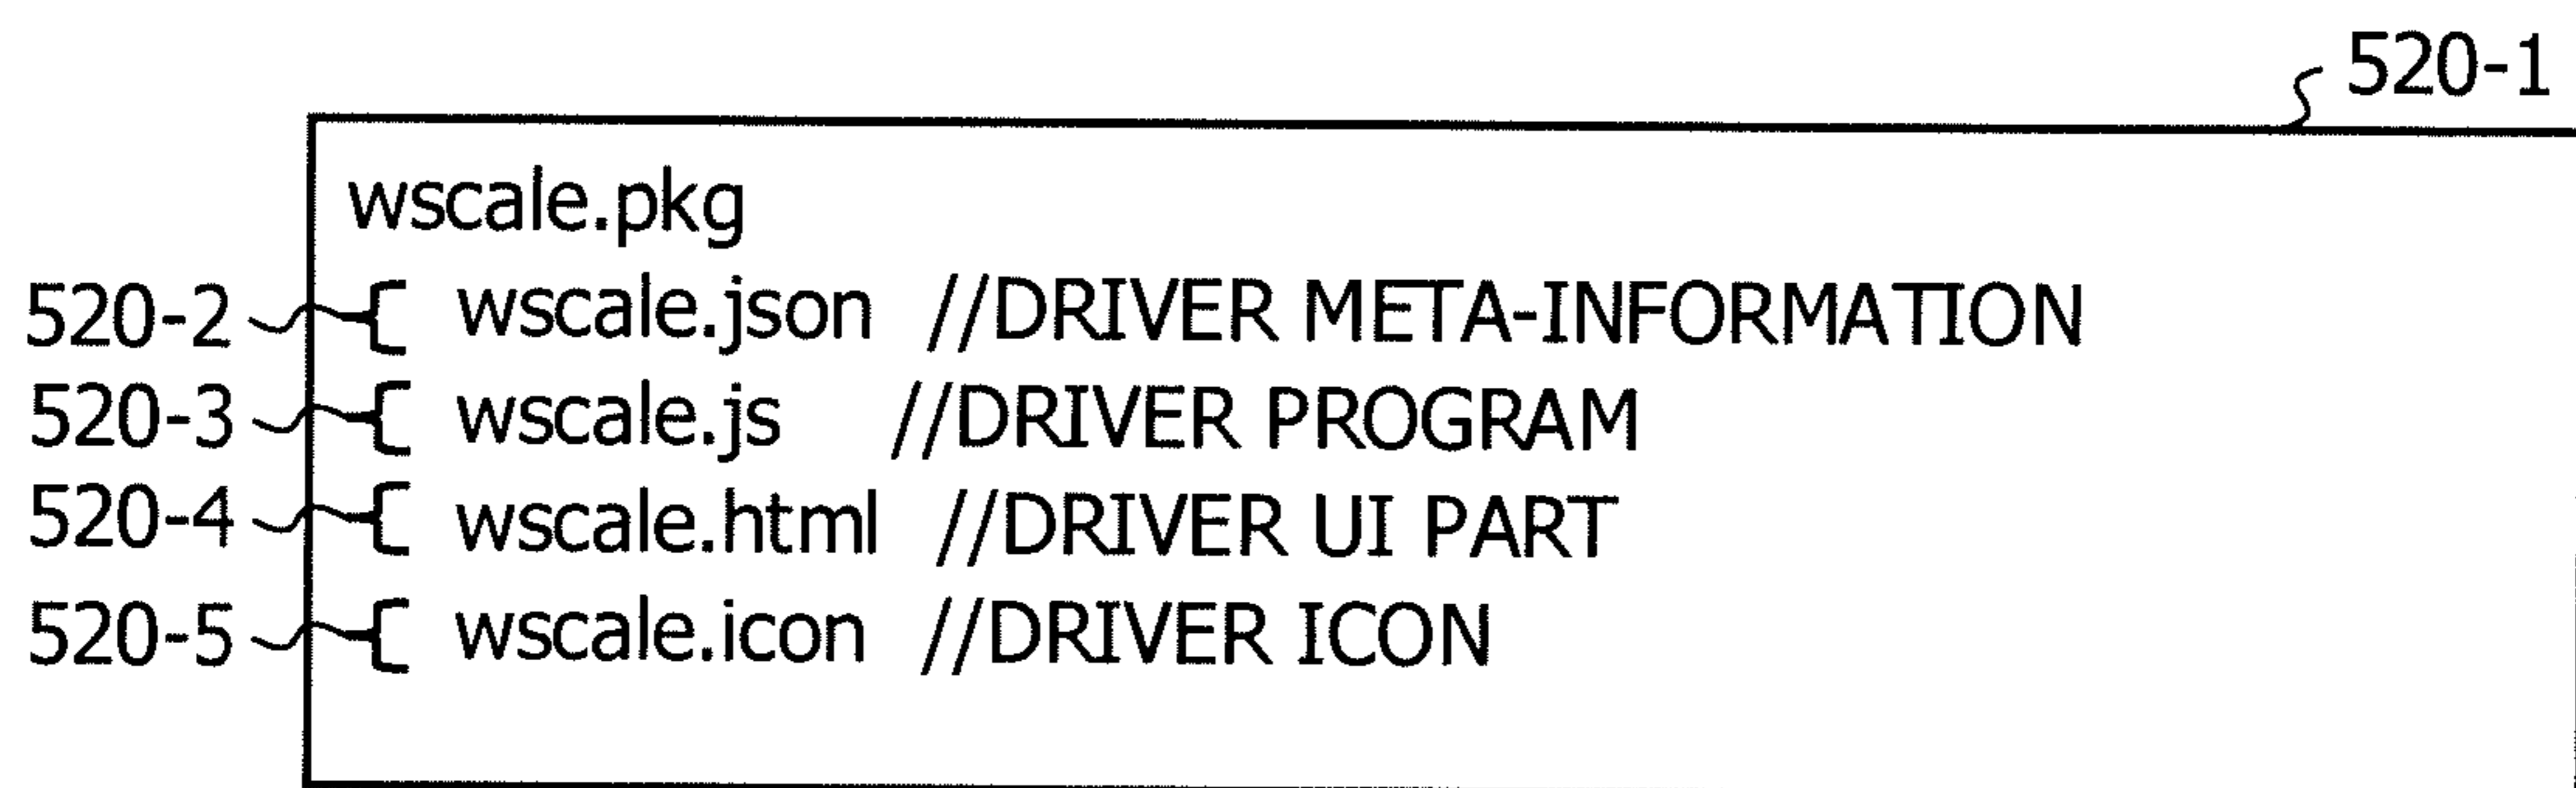 520-1
wscale.pkg
520-2 wscale.json //DRIVER META-INFORMATION
520-3 wscale.js //DRIVER PROGRAM
520-4 wscale.html //DRIVER UI PART
520-5 wscale.icon //DRIVER ICON